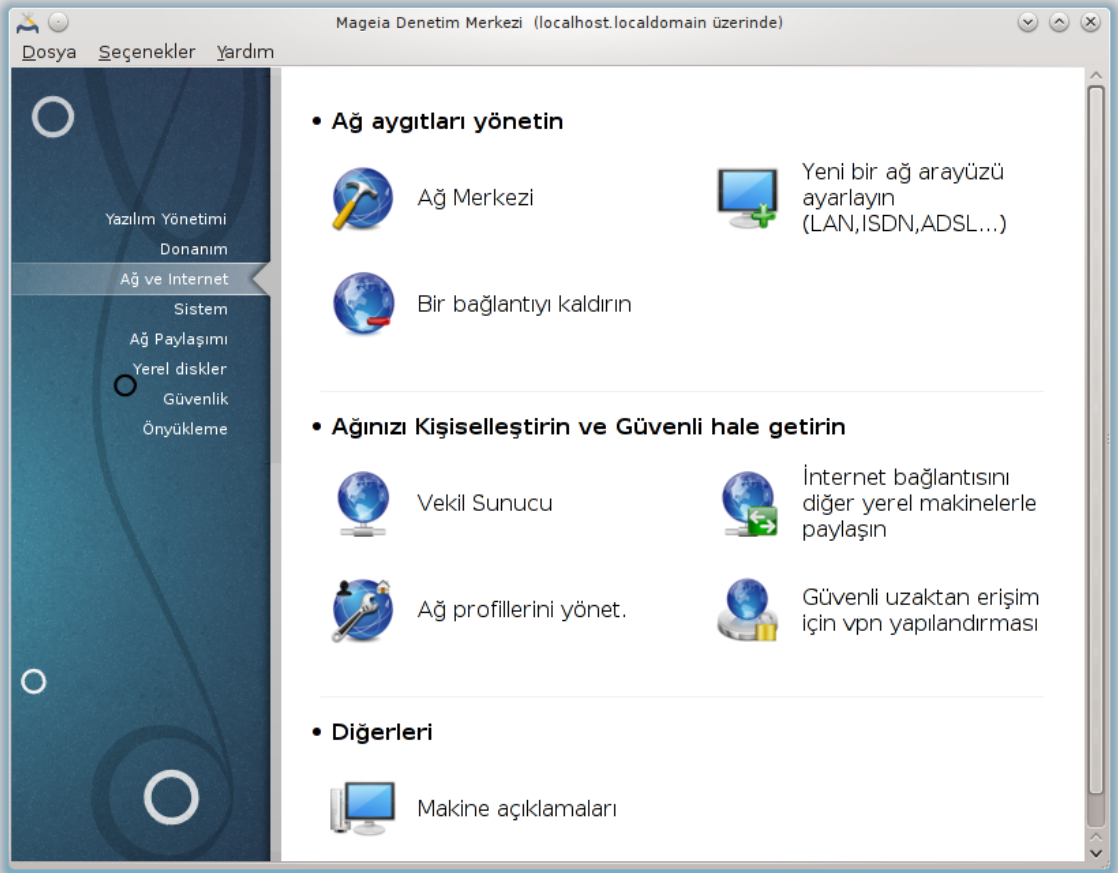 Mageia Denetim Merkezi (localhost.localdomain üzerinde)
Dosya Seçenekler Yardım
Yazılım Yönetimi
Donanım
Ağ ve Internet
Sistem
Ağ Paylaşımı
Yerel diskler
Güvenlik
Önyükleme
• Ağ aygıtları yönetin
Ağ Merkezi
Yeni bir ağ arayüzü
ayarlayın
(LAN,ISDN,ADSL...)
Bir bağlantıyı kaldırın
• Ağınızı Kişiselleştirin ve Güvenli hale getirin
Vekil Sunucu
İnternet bağlantısını
diğer yerel makinelerle
paylaşın
Ağ profillerini yönet.
Güvenli uzaktan erişim
için vpn yapılandırması
• Diğerleri
Makine açıklamaları